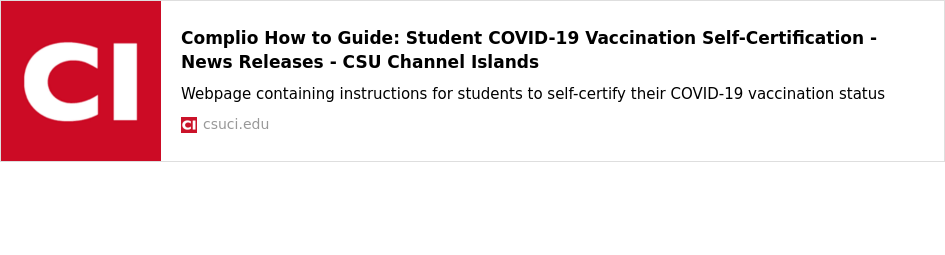 CI
Complio How to Guide: Student COVID-19 Vaccination Self-Certification -
News Releases - CSU Channel Islands
Webpage containing instructions for students to self-certify their COVID-19 vaccination status
CI csuci.edu